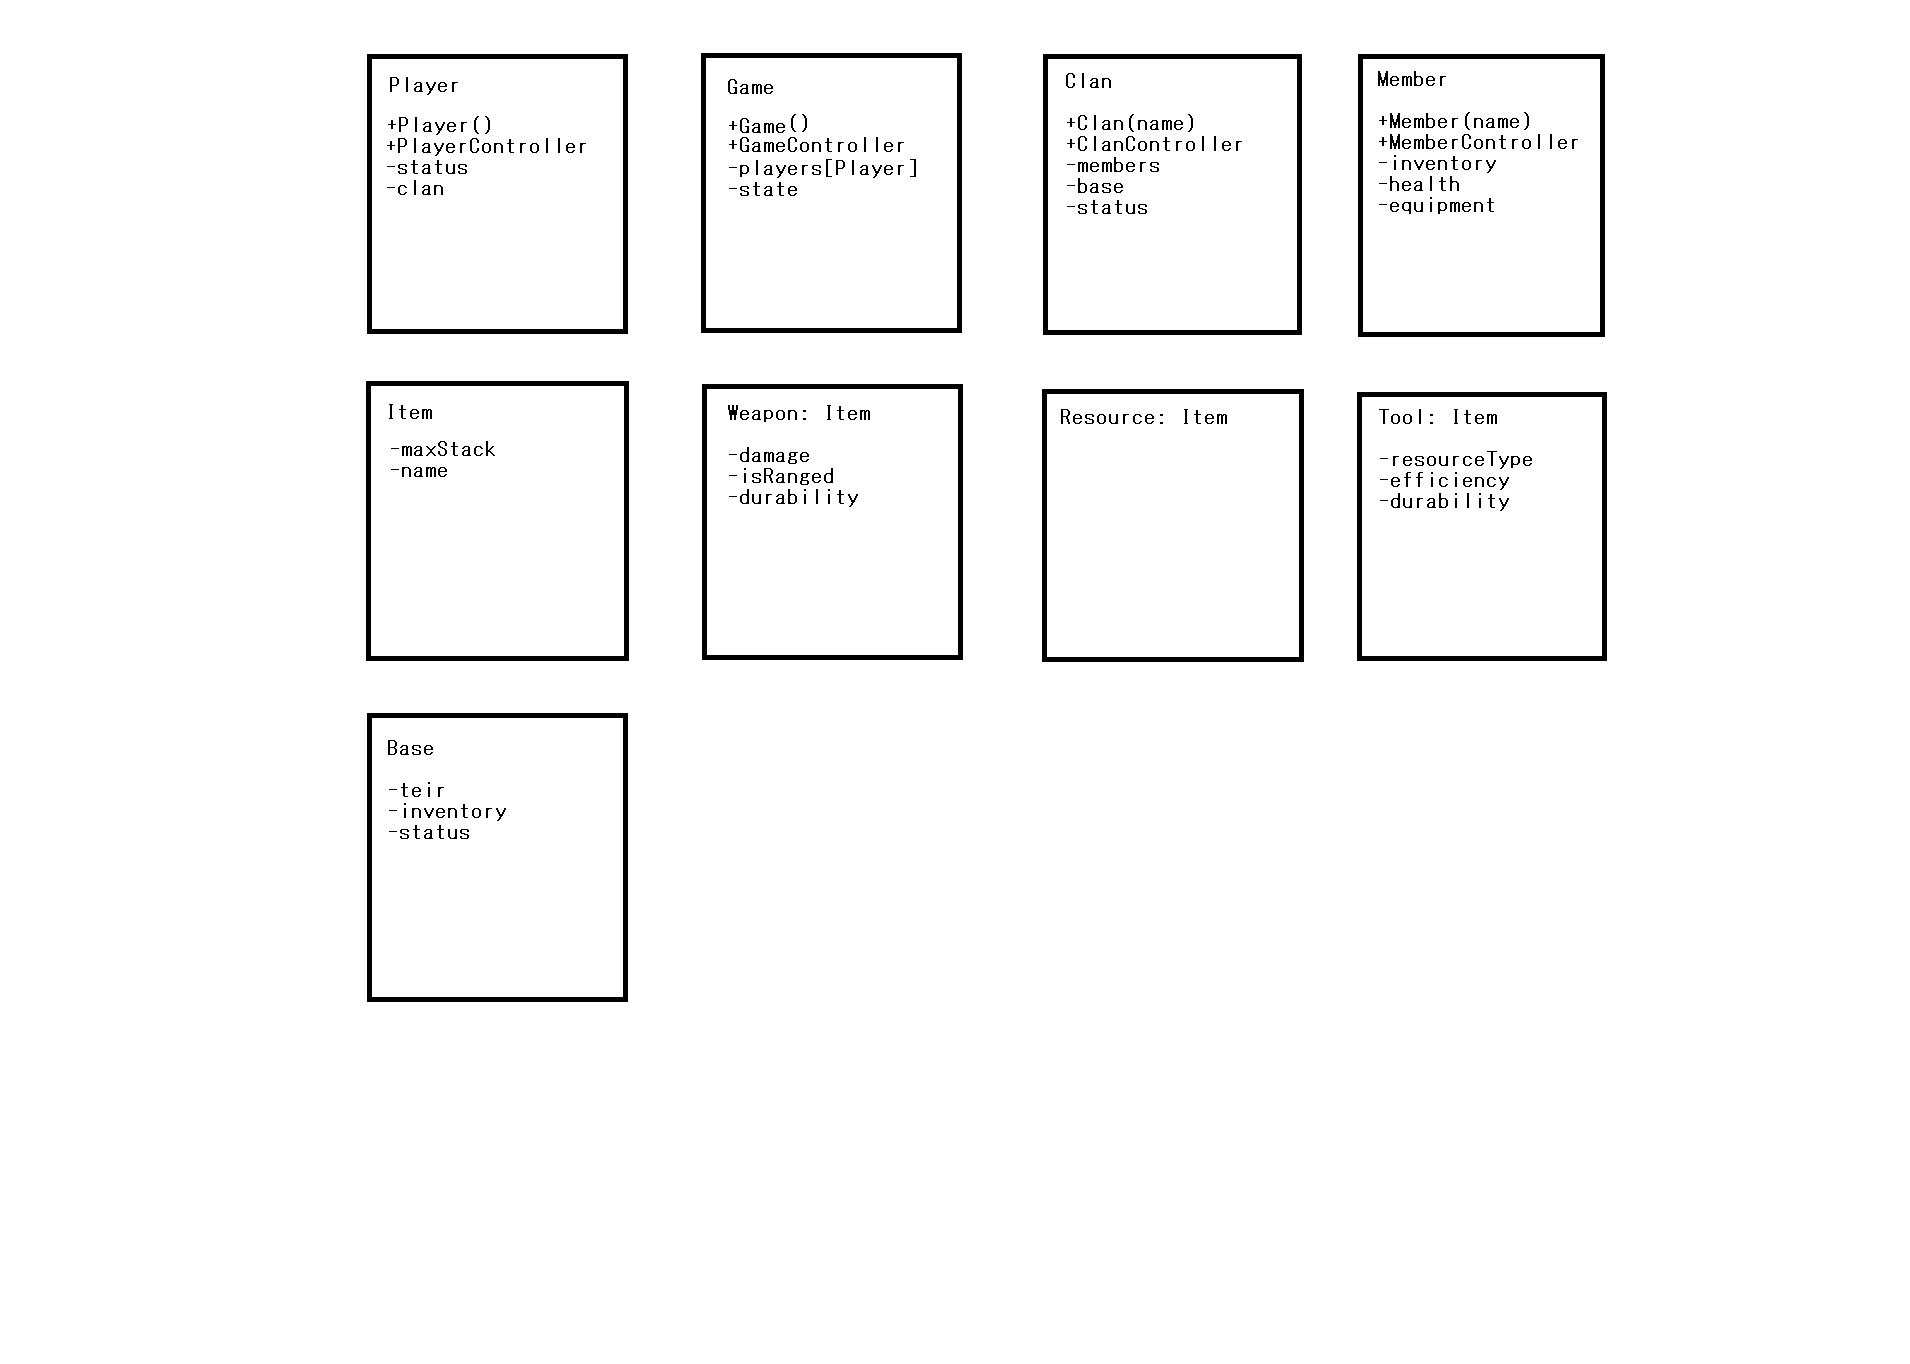 Player
+Player()
+PlayerController
-status
-clan
Game
+Game()
+GameController
-players[Player]
-state
Clan
+Clan(name)
+ClanController
-members
-base
-status
Member
+Member(name)
+MemberController
-inventory
-health
-equipment
Item
-maxStack
-name
Weapon: Item
-damage
-isRanged
-durability
Resource: Item
Tool: Item
-resourceType
-efficiency
-durability
Base
-teir
-inventory
-status